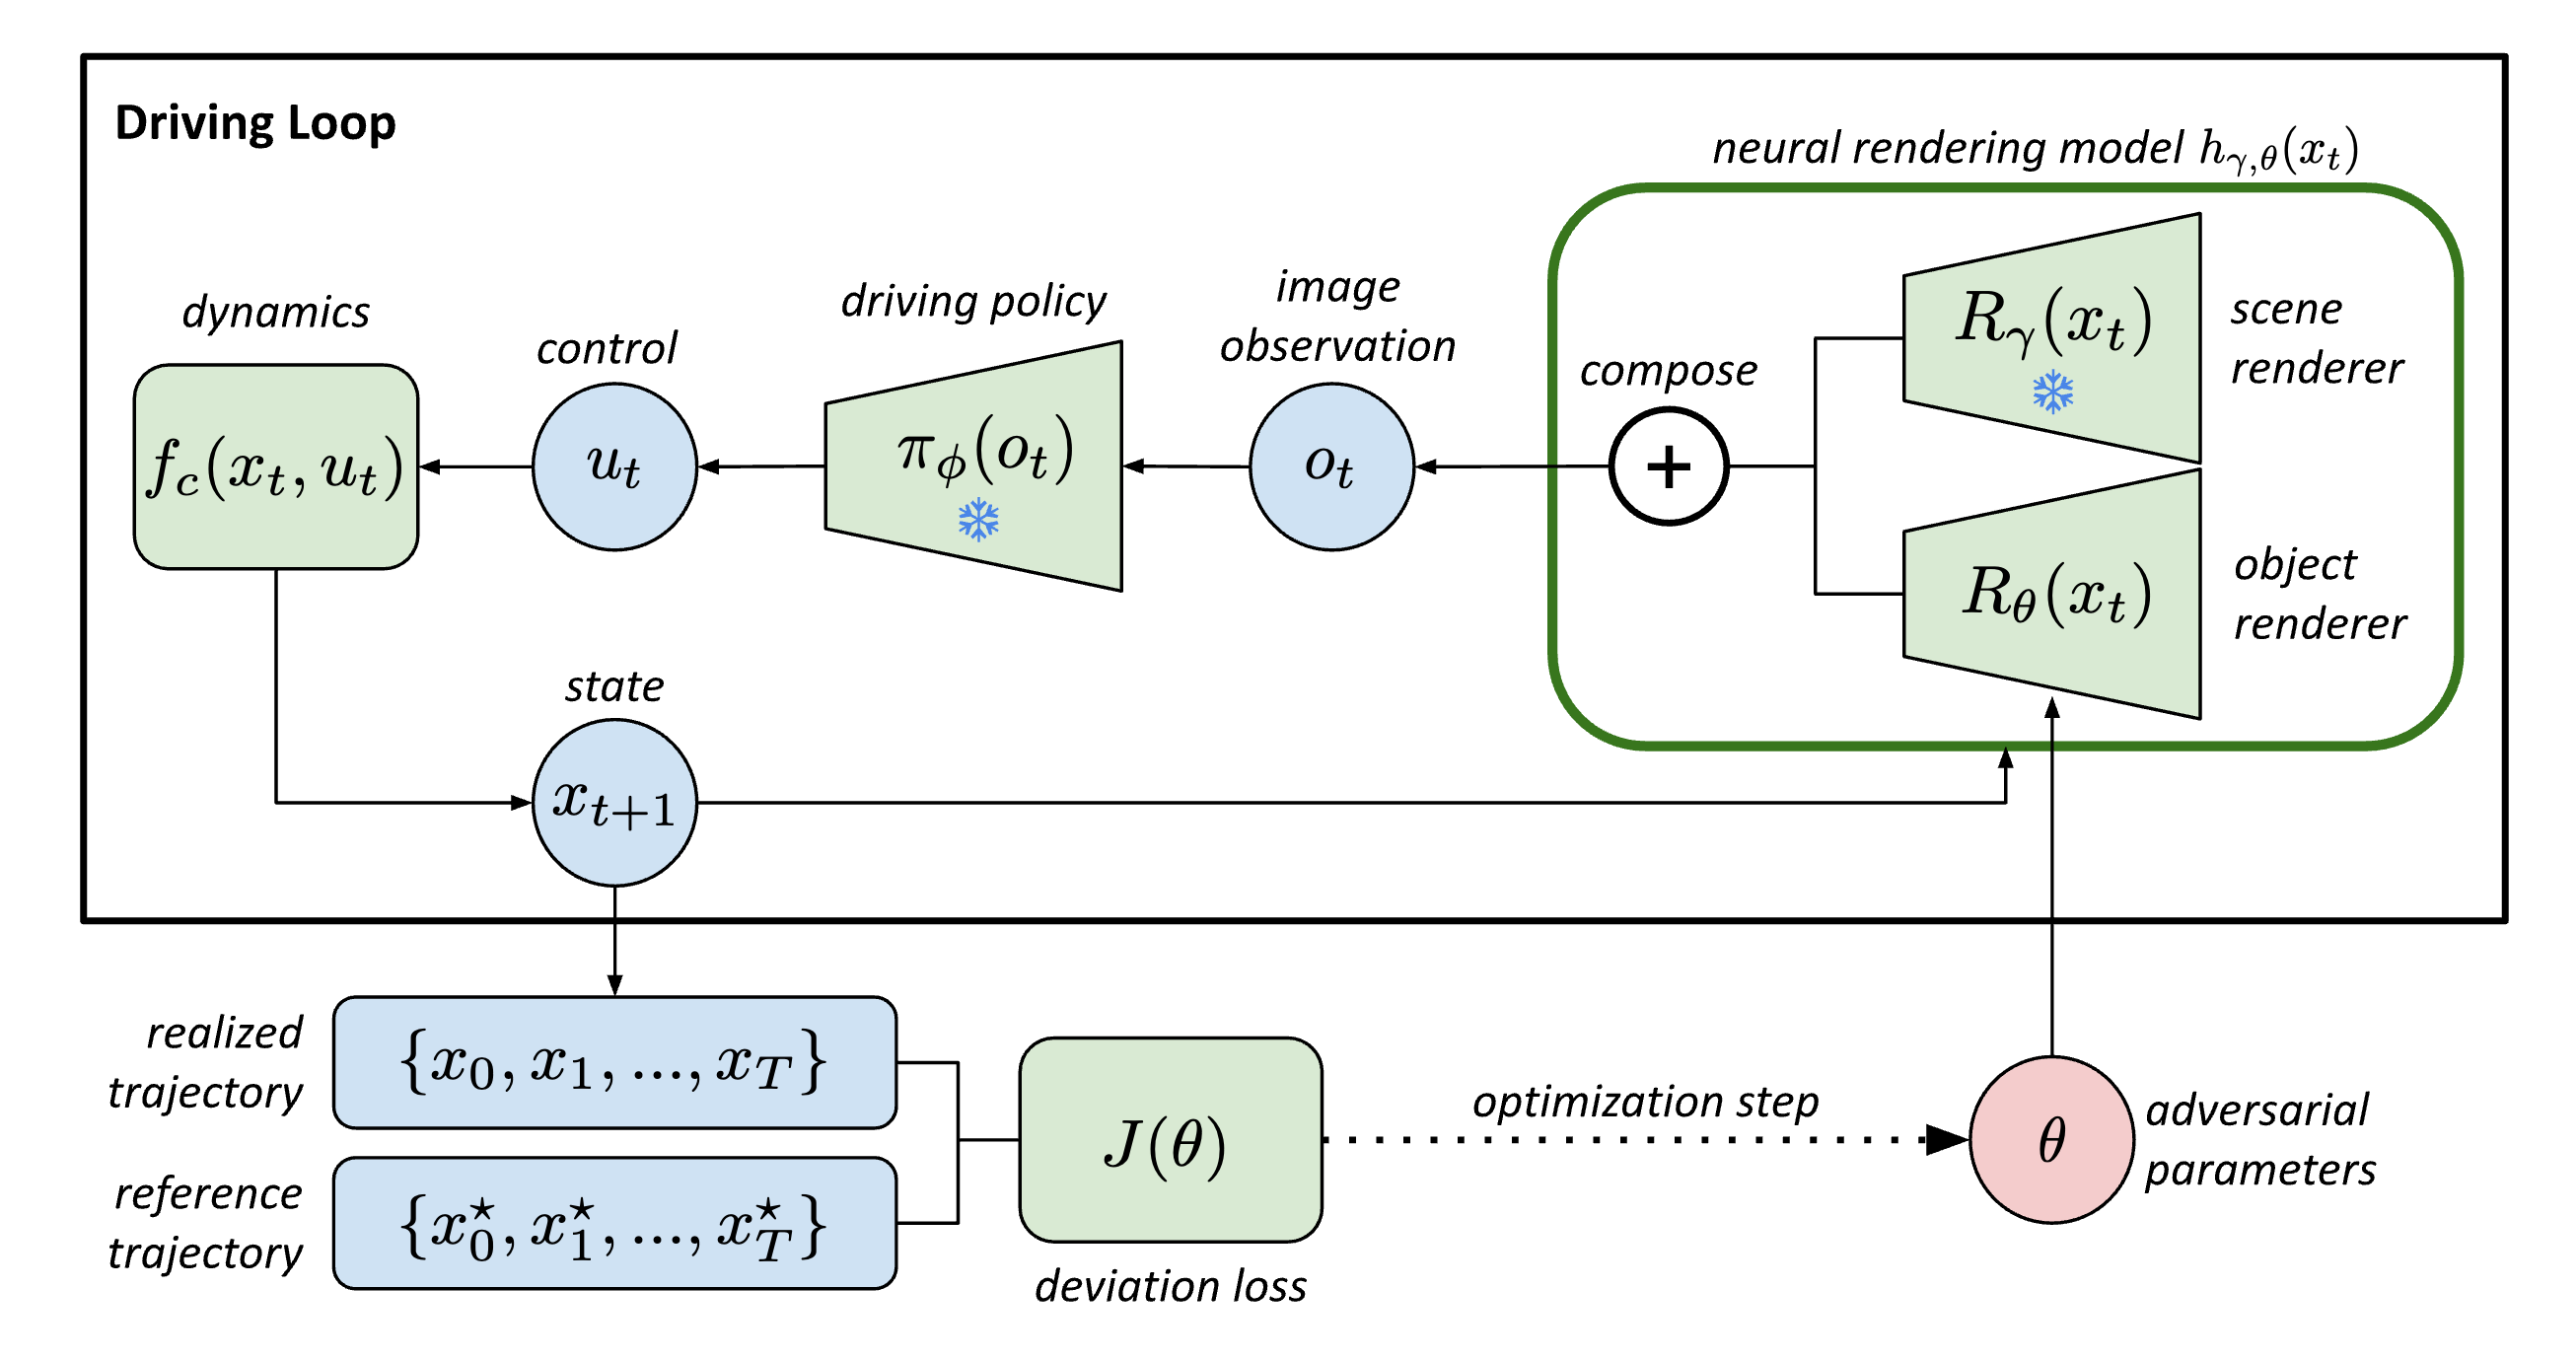 Driving Loop
neural rendering model $h_{\gamma,\theta}(x_t)$
dynamics
control
driving policy
image
observation
compose
scene
renderer
$f_c(x_t, u_t)$
$u_t$
$\pi_\phi(o_t)$
$o_t$
+
$R_\gamma(x_t)$
$R_\theta(x_t)$
object
renderer
state
$x_{t+1}$
realized
trajectory
$\{x_0, x_1, ..., x_T\}$
reference
trajectory
$\{x_0^\star, x_1^\star, ..., x_T^\star\}$
$J(\theta)$
deviation loss
optimization step
$\theta$
adversarial
parameters